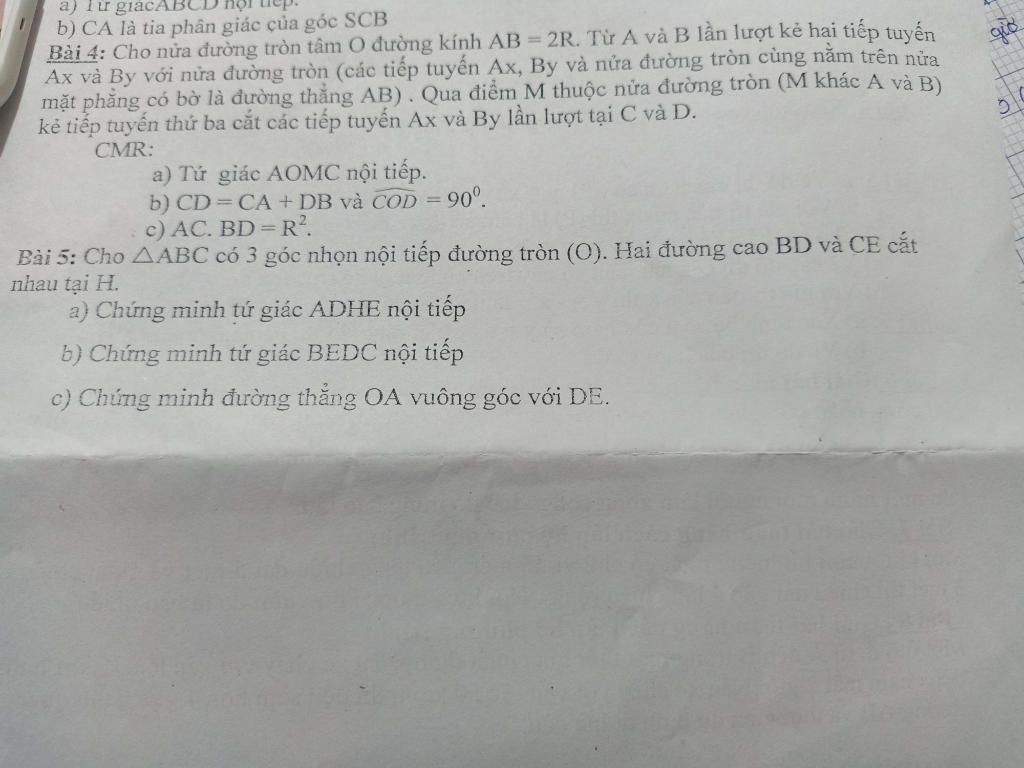 a) Tứ giácABCD nội tiếp.
b) CA là tia phân giác của góc SCB
Bài 4: Cho nửa đường tròn tâm O đường kính AB = 2R. Từ A và B lần lượt kẻ hai tiếp tuyến
Ax và By với nửa đường tròn (các tiếp tuyến Ax, By và nửa đường tròn cùng nằm trên nửa
mặt phẳng có bờ là đường thẳng AB) . Qua điểm M thuộc nửa đường tròn (M khác A và B)
kẻ tiếp tuyến thứ ba cắt các tiếp tuyến Ax và By lần lượt tại C và D.
CMR:
a) Tứ giác AOMC nội tiếp.
b) CD = CA + DB và \widehat{COD} = 90⁰.
c) AC. BD = R².
Bài 5: Cho △ABC có 3 góc nhọn nội tiếp đường tròn (O). Hai đường cao BD và CE cắt
nhau tại H.
a) Chứng minh tứ giác ADHE nội tiếp
b) Chứng minh tứ giác BEDC nội tiếp
c) Chứng minh đường thẳng OA vuông góc với DE.